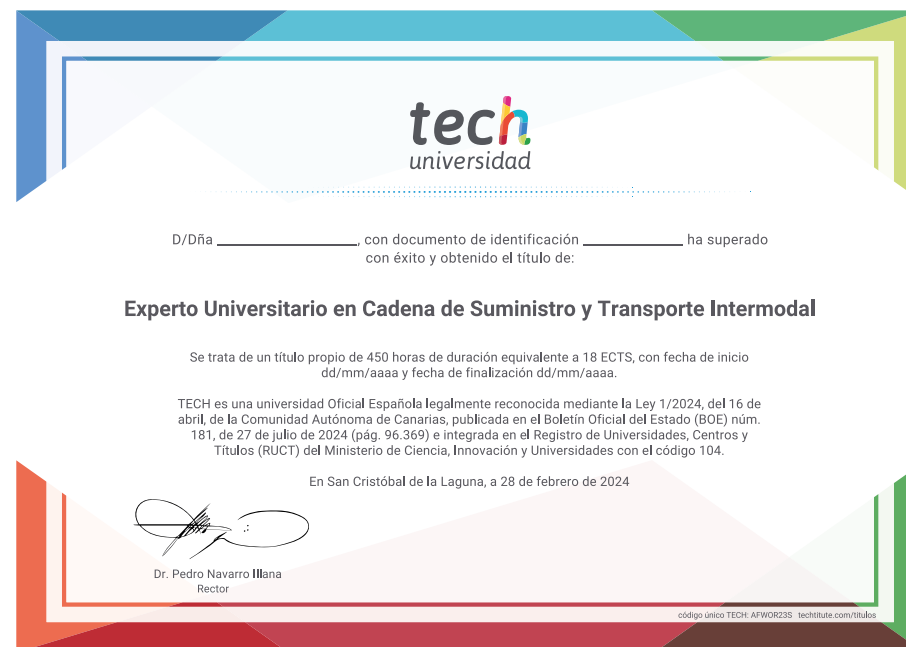 tech
universidad
D/Dña ____________________, con documento de identificación ______________ ha superado
con éxito y obtenido el título de:
Experto Universitario en Cadena de Suministro y Transporte Intermodal
Se trata de un título propio de 450 horas de duración equivalente a 18 ECTS, con fecha de inicio
dd/mm/aaaa y fecha de finalización dd/mm/aaaa.
TECH es una universidad Oficial Española legalmente reconocida mediante la Ley 1/2024, del 16 de
abril, de la Comunidad Autónoma de Canarias, publicada en el Boletín Oficial del Estado (BOE) núm.
181, de 27 de julio de 2024 (pág. 96.369) e integrada en el Registro de Universidades, Centros y
Títulos (RUCT) del Ministerio de Ciencia, Innovación y Universidades con el código 104.
En San Cristóbal de la Laguna, a 28 de febrero de 2024
Dr. Pedro Navarro Illana
Rector
código único TECH: AFWOR23S techtitute.com/titulos